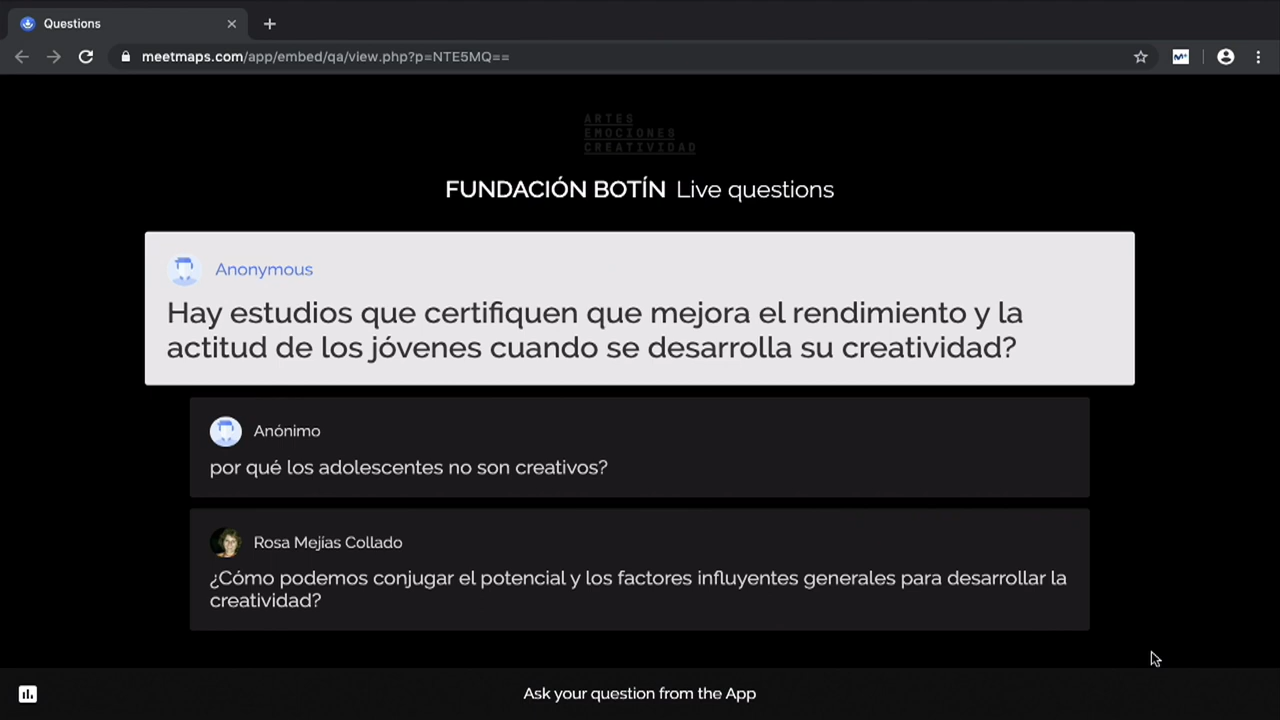 Questions
meetmaps.com/app/embed/qa/view.php?p=NTE5MQ==
ARTES
EMOCIONES
CREATIVIDAD
FUNDACIÓN BOTÍN Live questions
Anonymous
Hay estudios que certifiquen que mejora el rendimiento y la
actitud de los jóvenes cuando se desarrolla su creatividad?
Anónimo
por qué los adolescentes no son creativos?
Rosa Mejías Collado
¿Cómo podemos conjugar el potencial y los factores influyentes generales para desarrollar la
creatividad?
Ask your question from the App